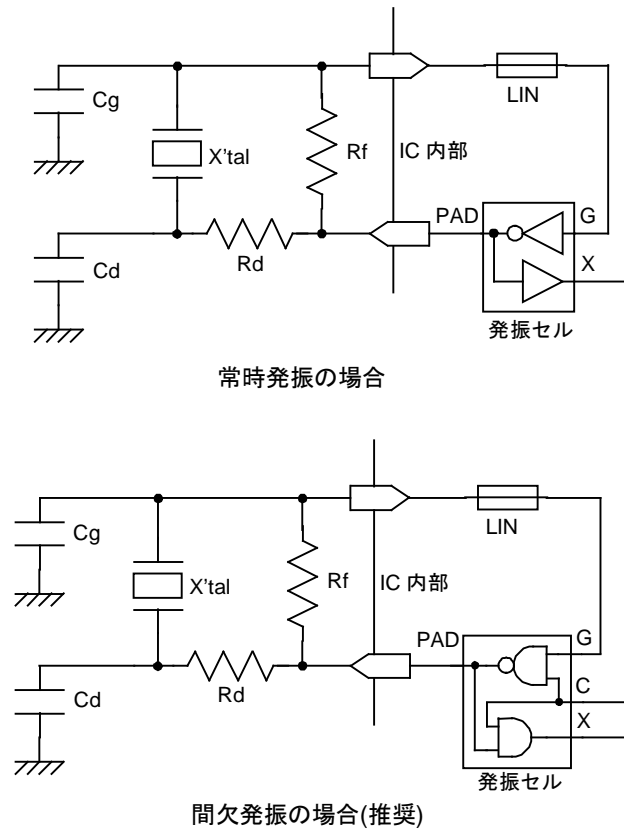 Cg
X'tal
Rf
IC 内部
LIN
PAD
G
X
Cd
Rd
発振セル
常時発振の場合
Cg
X'tal
Rf
IC 内部
LIN
PAD
G
C
X
Cd
Rd
発振セル
間欠発振の場合(推奨)